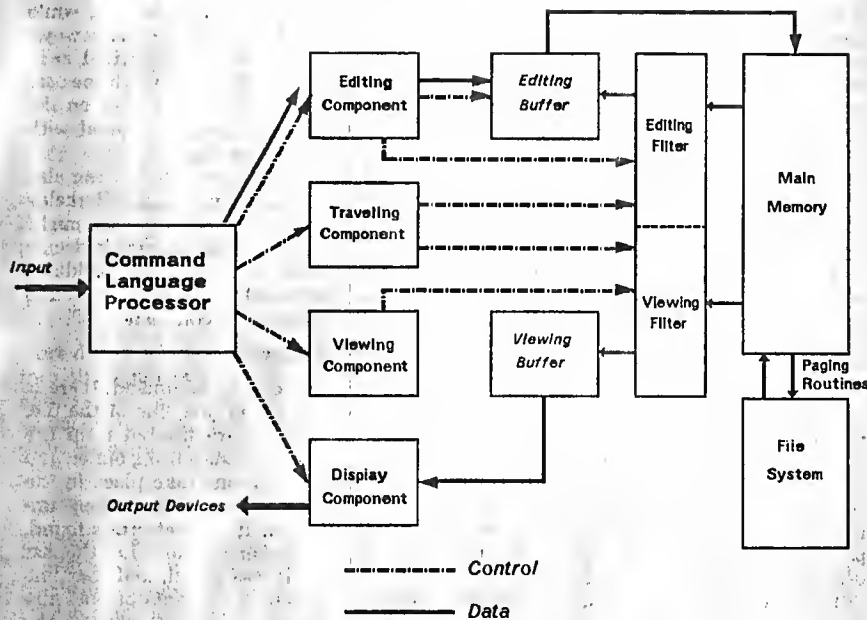 Editing
Component
Editing
Buffer
Editing
Filter
Main
Memory
Traveling
Component
Input
Command
Language
Processor
Viewing
Component
Viewing
Buffer
Viewing
Filter
Paging
Routines
File
System
Display
Component
Output Devices
Control
Data